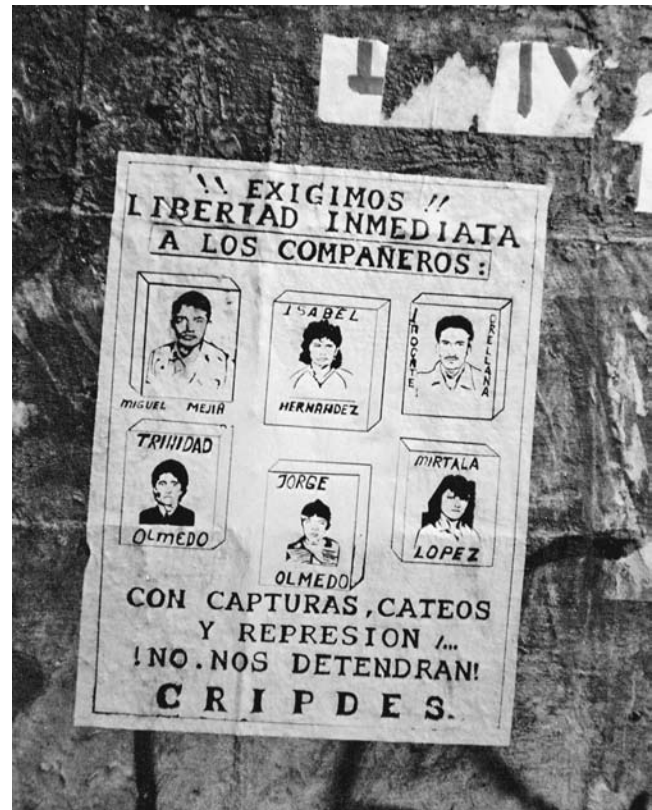 ¡¡ EXIGIMOS !!
LIBERTAD INMEDIATA
A LOS COMPAÑEROS:
MIGUEL MEJIA
ISABEL
HERNANDEZ
INOCENTE
ORELLANA
TRINIDAD
OLMEDO
JORGE
OLMEDO
MIRTALA
LOPEZ
CON CAPTURAS, CATEOS
Y REPRESION !...
!NO. NOS DETENDRAN!
CRIPDES.